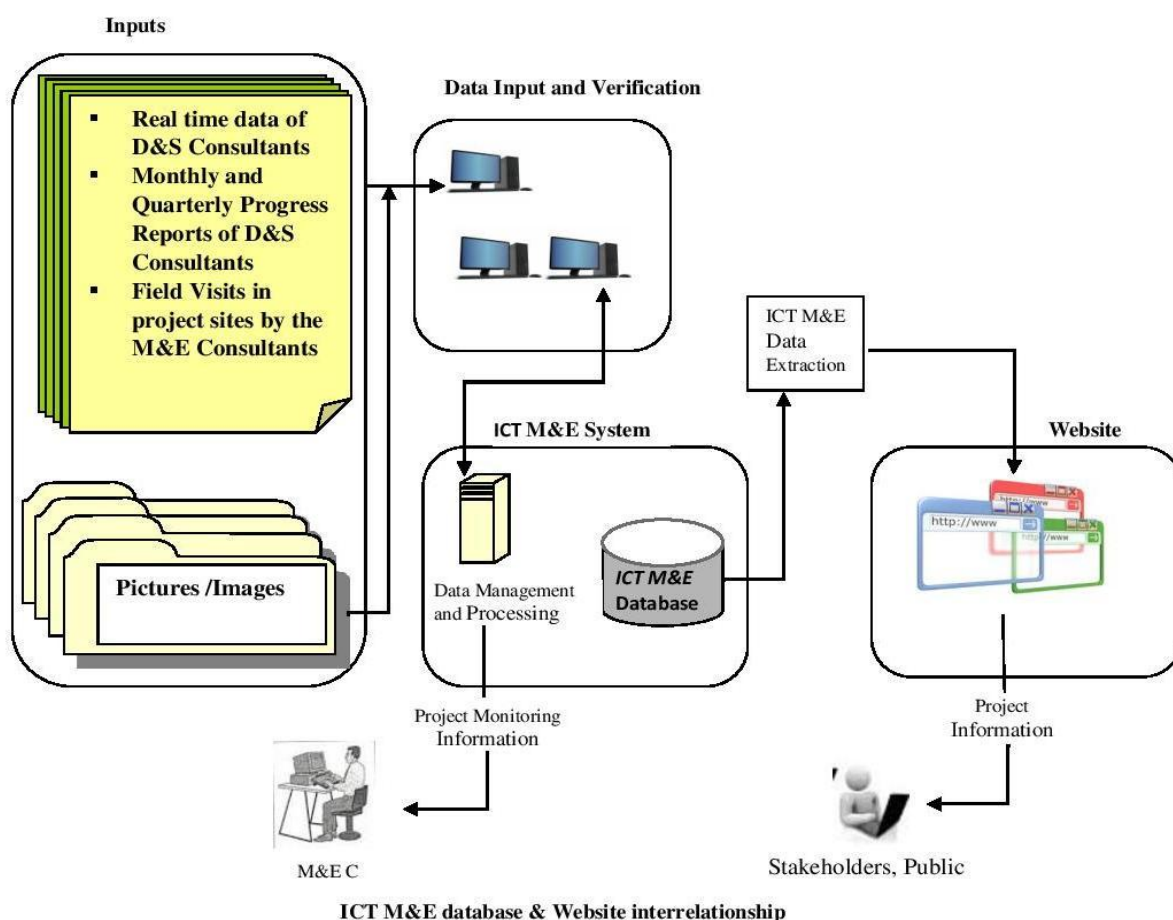 Inputs
▪ Real time data of
D&S Consultants
▪ Monthly and
Quarterly Progress
Reports of D&S
Consultants
▪ Field Visits in
project sites by the
M&E Consultants
Pictures /Images
Data Input and Verification
ICT M&E System
Data Management
and Processing
ICT M&E
Database
ICT M&E
Data
Extraction
Website
http://www
http://www
http://www
Project Monitoring
Information
M&E C
Project
Information
Stakeholders, Public
ICT M&E database & Website interrelationship